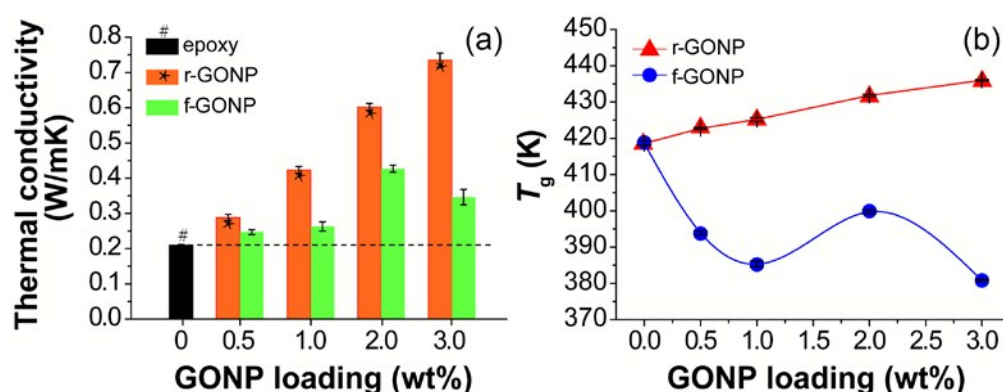 Thermal conductivity
(W/mK)
0.8
0.7
0.6
0.5
0.4
0.3
0.2
0.1
0.0
# epoxy
r-GONP
f-GONP
(a)
#
0 0.5 1.0 2.0 3.0
GONP loading (wt%)
Tg (K)
440
435
430
420
410
400
390
380
370
r-GONP
f-GONP
(b)
0.0 0.5 1.0 1.5 2.0 2.5 3.0
GONP loading (wt%)